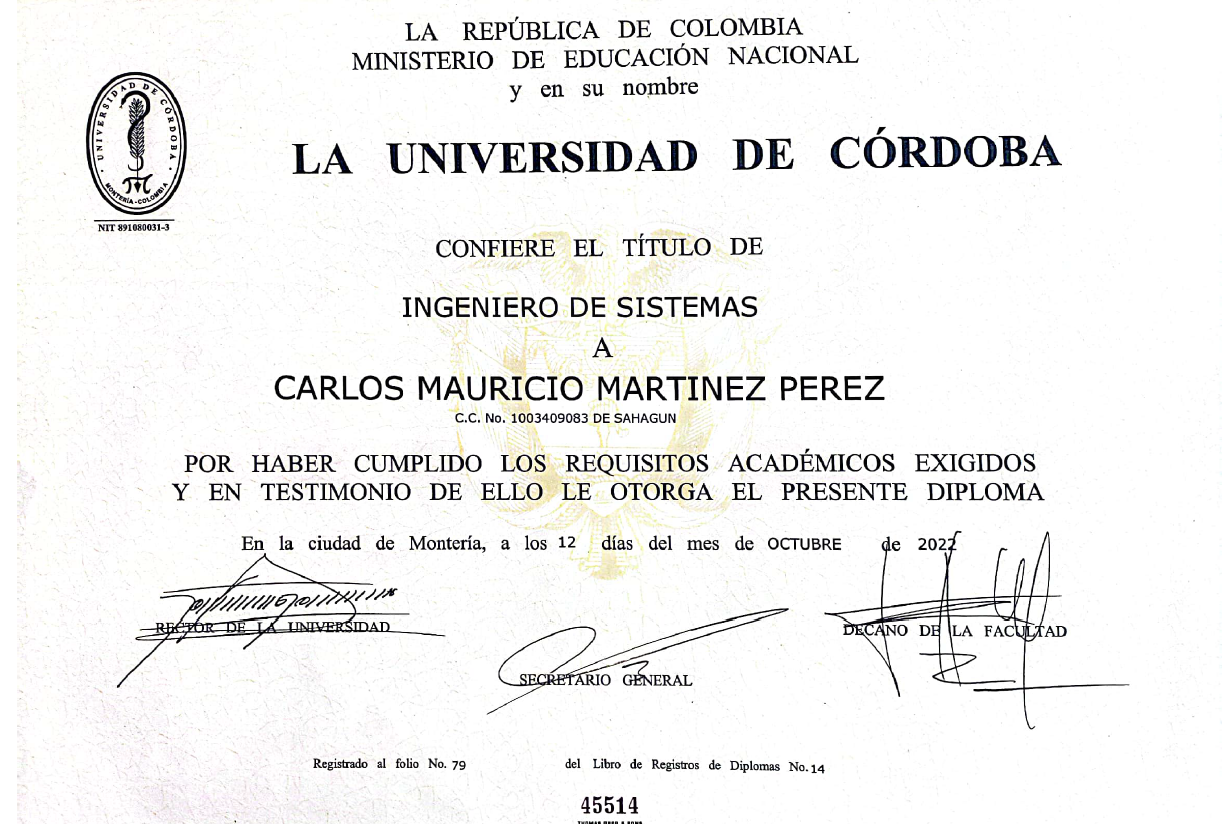 LA REPÚBLICA DE COLOMBIA
MINISTERIO DE EDUCACIÓN NACIONAL
y en su nombre
UNIVERSIDAD DE CÓRDOBA
MONTERÍA - COLOMBIA
NIT 891080031-3
LA UNIVERSIDAD DE CÓRDOBA
CONFIERE EL TÍTULO DE
INGENIERO DE SISTEMAS
A
CARLOS MAURICIO MARTINEZ PEREZ
C.C. No. 1003409083 DE SAHAGUN
POR HABER CUMPLIDO LOS REQUISITOS ACADÉMICOS EXIGIDOS
Y EN TESTIMONIO DE ELLO LE OTORGA EL PRESENTE DIPLOMA
En la ciudad de Montería, a los 12 días del mes de OCTUBRE de 2022
RECTOR DE LA UNIVERSIDAD
DECANO DE LA FACULTAD
SECRETARIO GENERAL
Registrado al folio No. 79 del Libro de Registros de Diplomas No. 14
45514